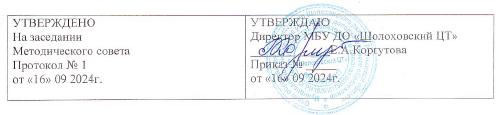 УТВЕРЖДЕНО
На заседании
Методического совета
Протокол № 1
от «16» 09 2024г.
УТВЕРЖДАЮ
Директор МБУ ДО «Шолоховский ЦТ»
Е.А.Коргутова
Приказ №
от «16» 09 2024г.